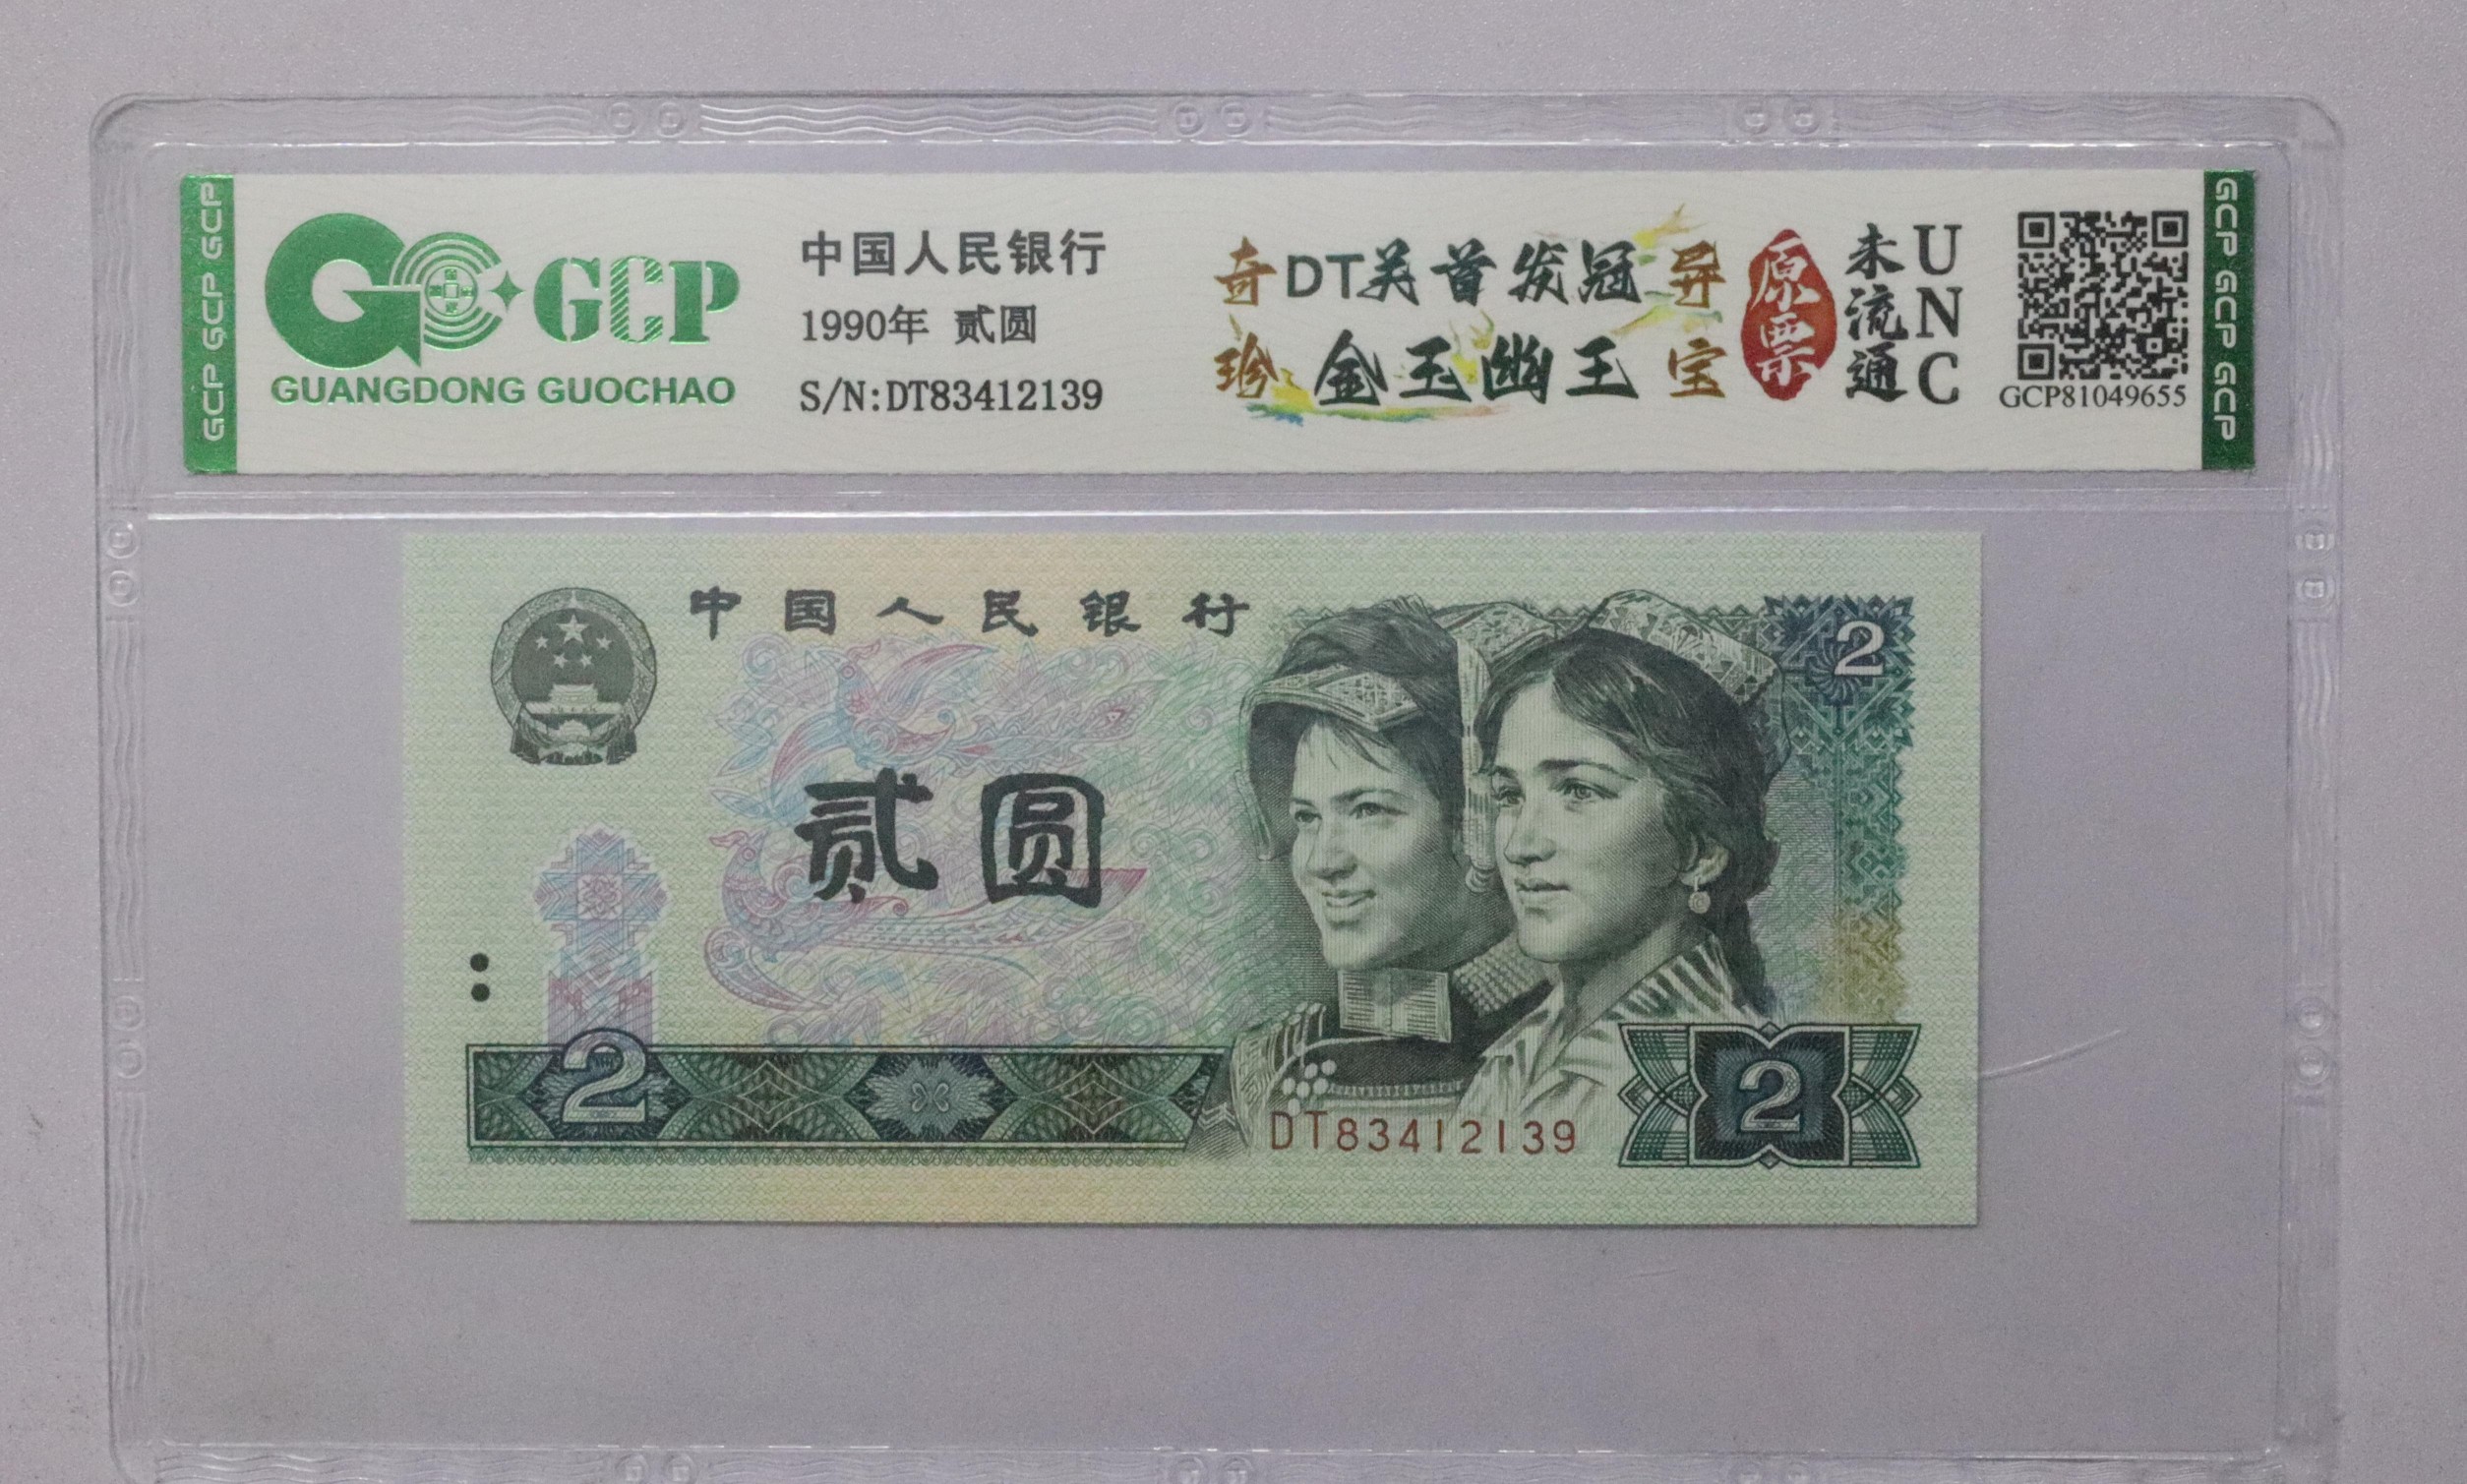 GCP GCP GCP
GCP
GUANGDONG GUOCHAO
中国人民银行
1990年 贰圆
S/N:DT83412139
奇DT关首发冠异
珍金玉幽王宝
原票
未流通
UNC
GCP81049655
GCP GCP GCP
中国人民银行
2
贰圆
2
2
DT83412139